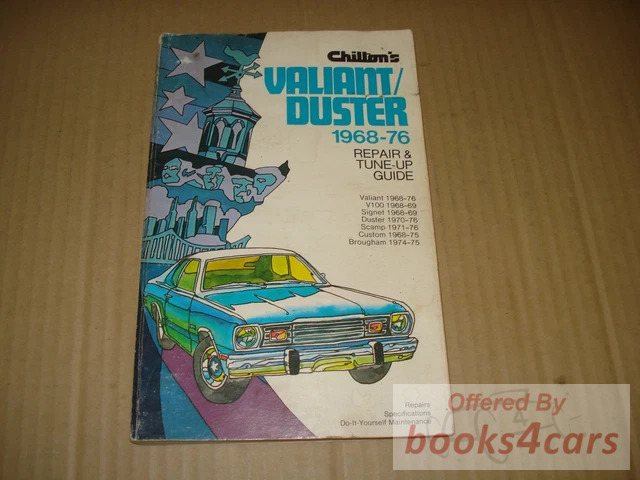 Chilton's
VALIANT/
DUSTER
1968-76
REPAIR &
TUNE-UP
GUIDE
Valiant 1968-76
V100 1968-69
Signet 1968-69
Duster 1970-76
Scamp 1971-76
Custom 1968-75
Brougham 1974-75
Repairs
Specifications
Do-It-Yourself Maintenance
Offered By
books4cars